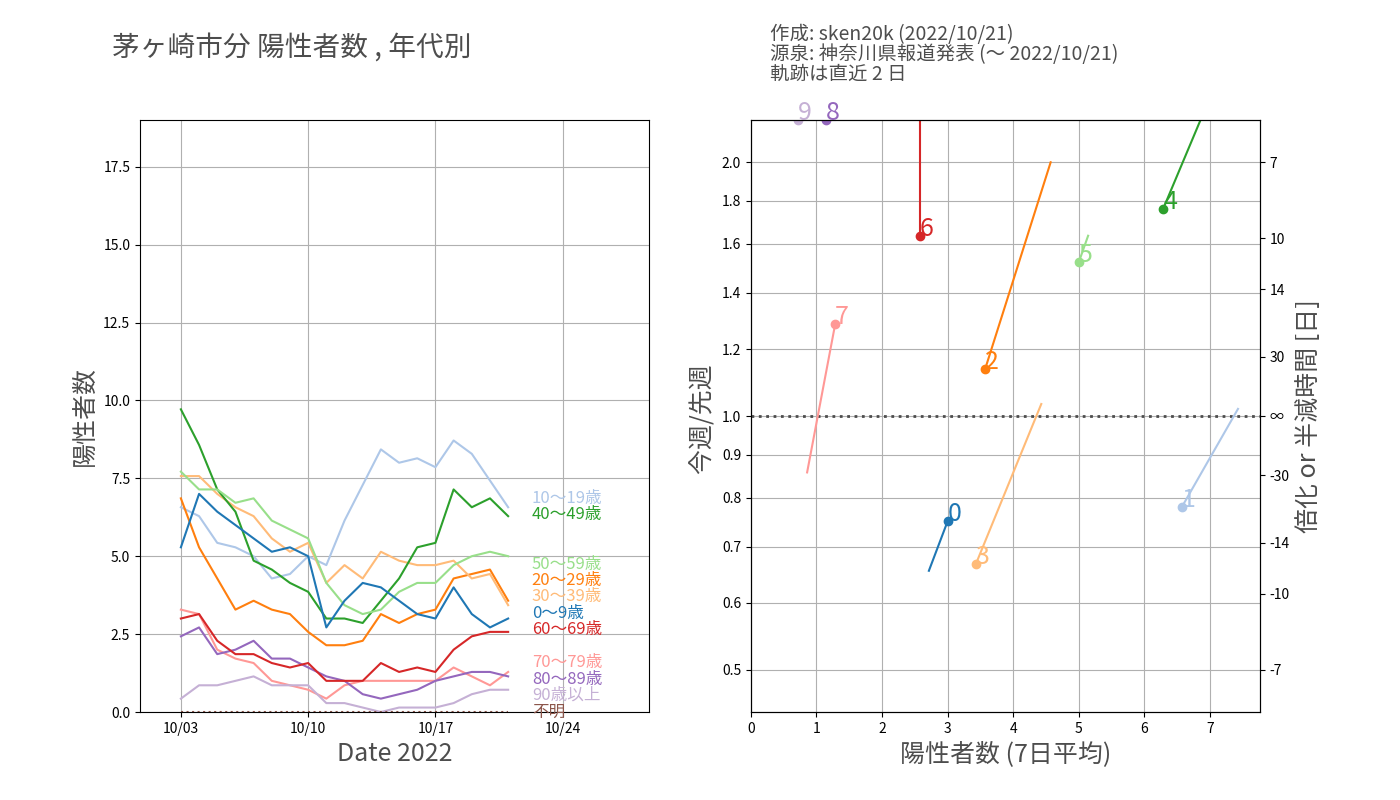 茅ヶ崎市分 陽性者数 , 年代別
作成: sken20k (2022/10/21)
源泉: 神奈川県報道発表 (～ 2022/10/21)
軌跡は直近 2 日
陽性者数
17.5
15.0
12.5
10.0
7.5
5.0
2.5
0.0
10/03
10/10
10/17
10/24
Date 2022
10～19歳
40～49歳
50～59歳
20～29歳
30～39歳
0～9歳
60～69歳
70～79歳
80～89歳
90歳以上
不明
今週/先週
2.0
1.8
1.6
1.4
1.2
1.0
0.9
0.8
0.7
0.6
0.5
9
8
4
6
5
7
2
1
0
3
0
1
2
3
4
5
6
7
陽性者数 (7日平均)
7
10
14
30
∞
-30
-14
-10
-7
倍化 or 半減時間 [日]